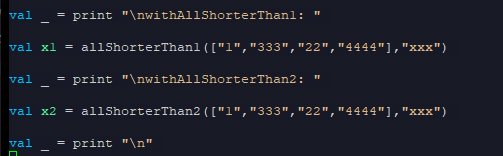 val _ = print "\nwithAllShorterThan1: "
val x1 = allShorterThan1(["1","333","22","4444"],"xxx")
val _ = print "\nwithAllShorterThan2: "
val x2 = allShorterThan2(["1","333","22","4444"],"xxx")
val _ = print "\n"